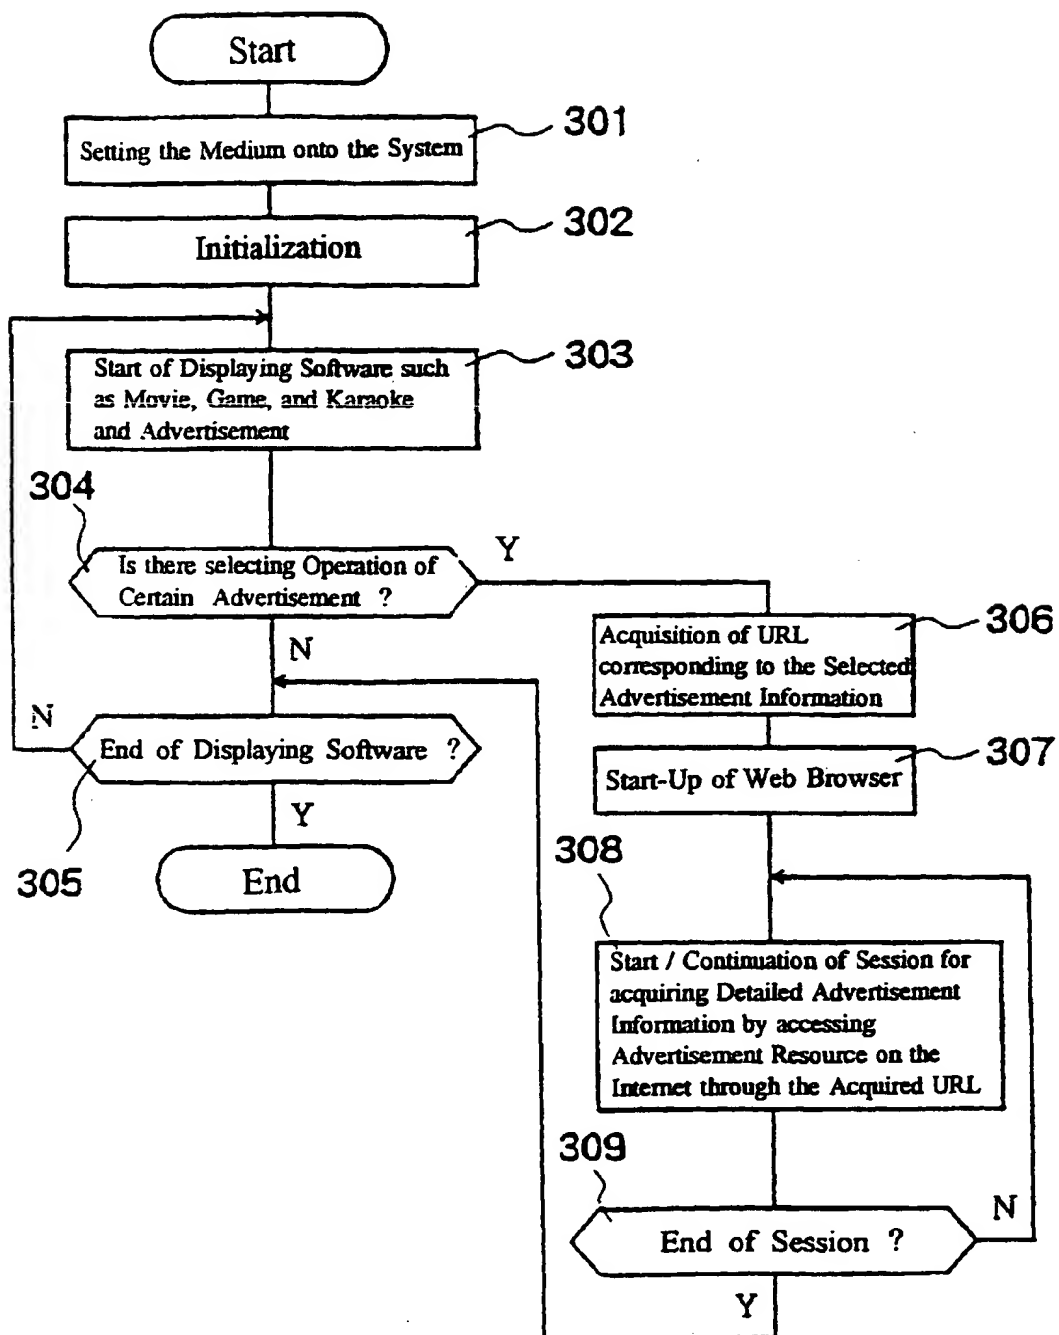 Start
301
Setting the Medium onto the System
302
Initialization
303
Start of Displaying Software such
as Movie, Game, and Karaoke
and Advertisement
304
Is there selecting Operation of
Certain Advertisement ?
Y
N
306
Acquisition of URL
corresponding to the Selected
Advertisement Information
N
End of Displaying Software ?
305
Y
End
307
Start-Up of Web Browser
308
Start / Continuation of Session for
acquiring Detailed Advertisement
Information by accessing
Advertisement Resource on the
Internet through the Acquired URL
309
End of Session ?
N
Y